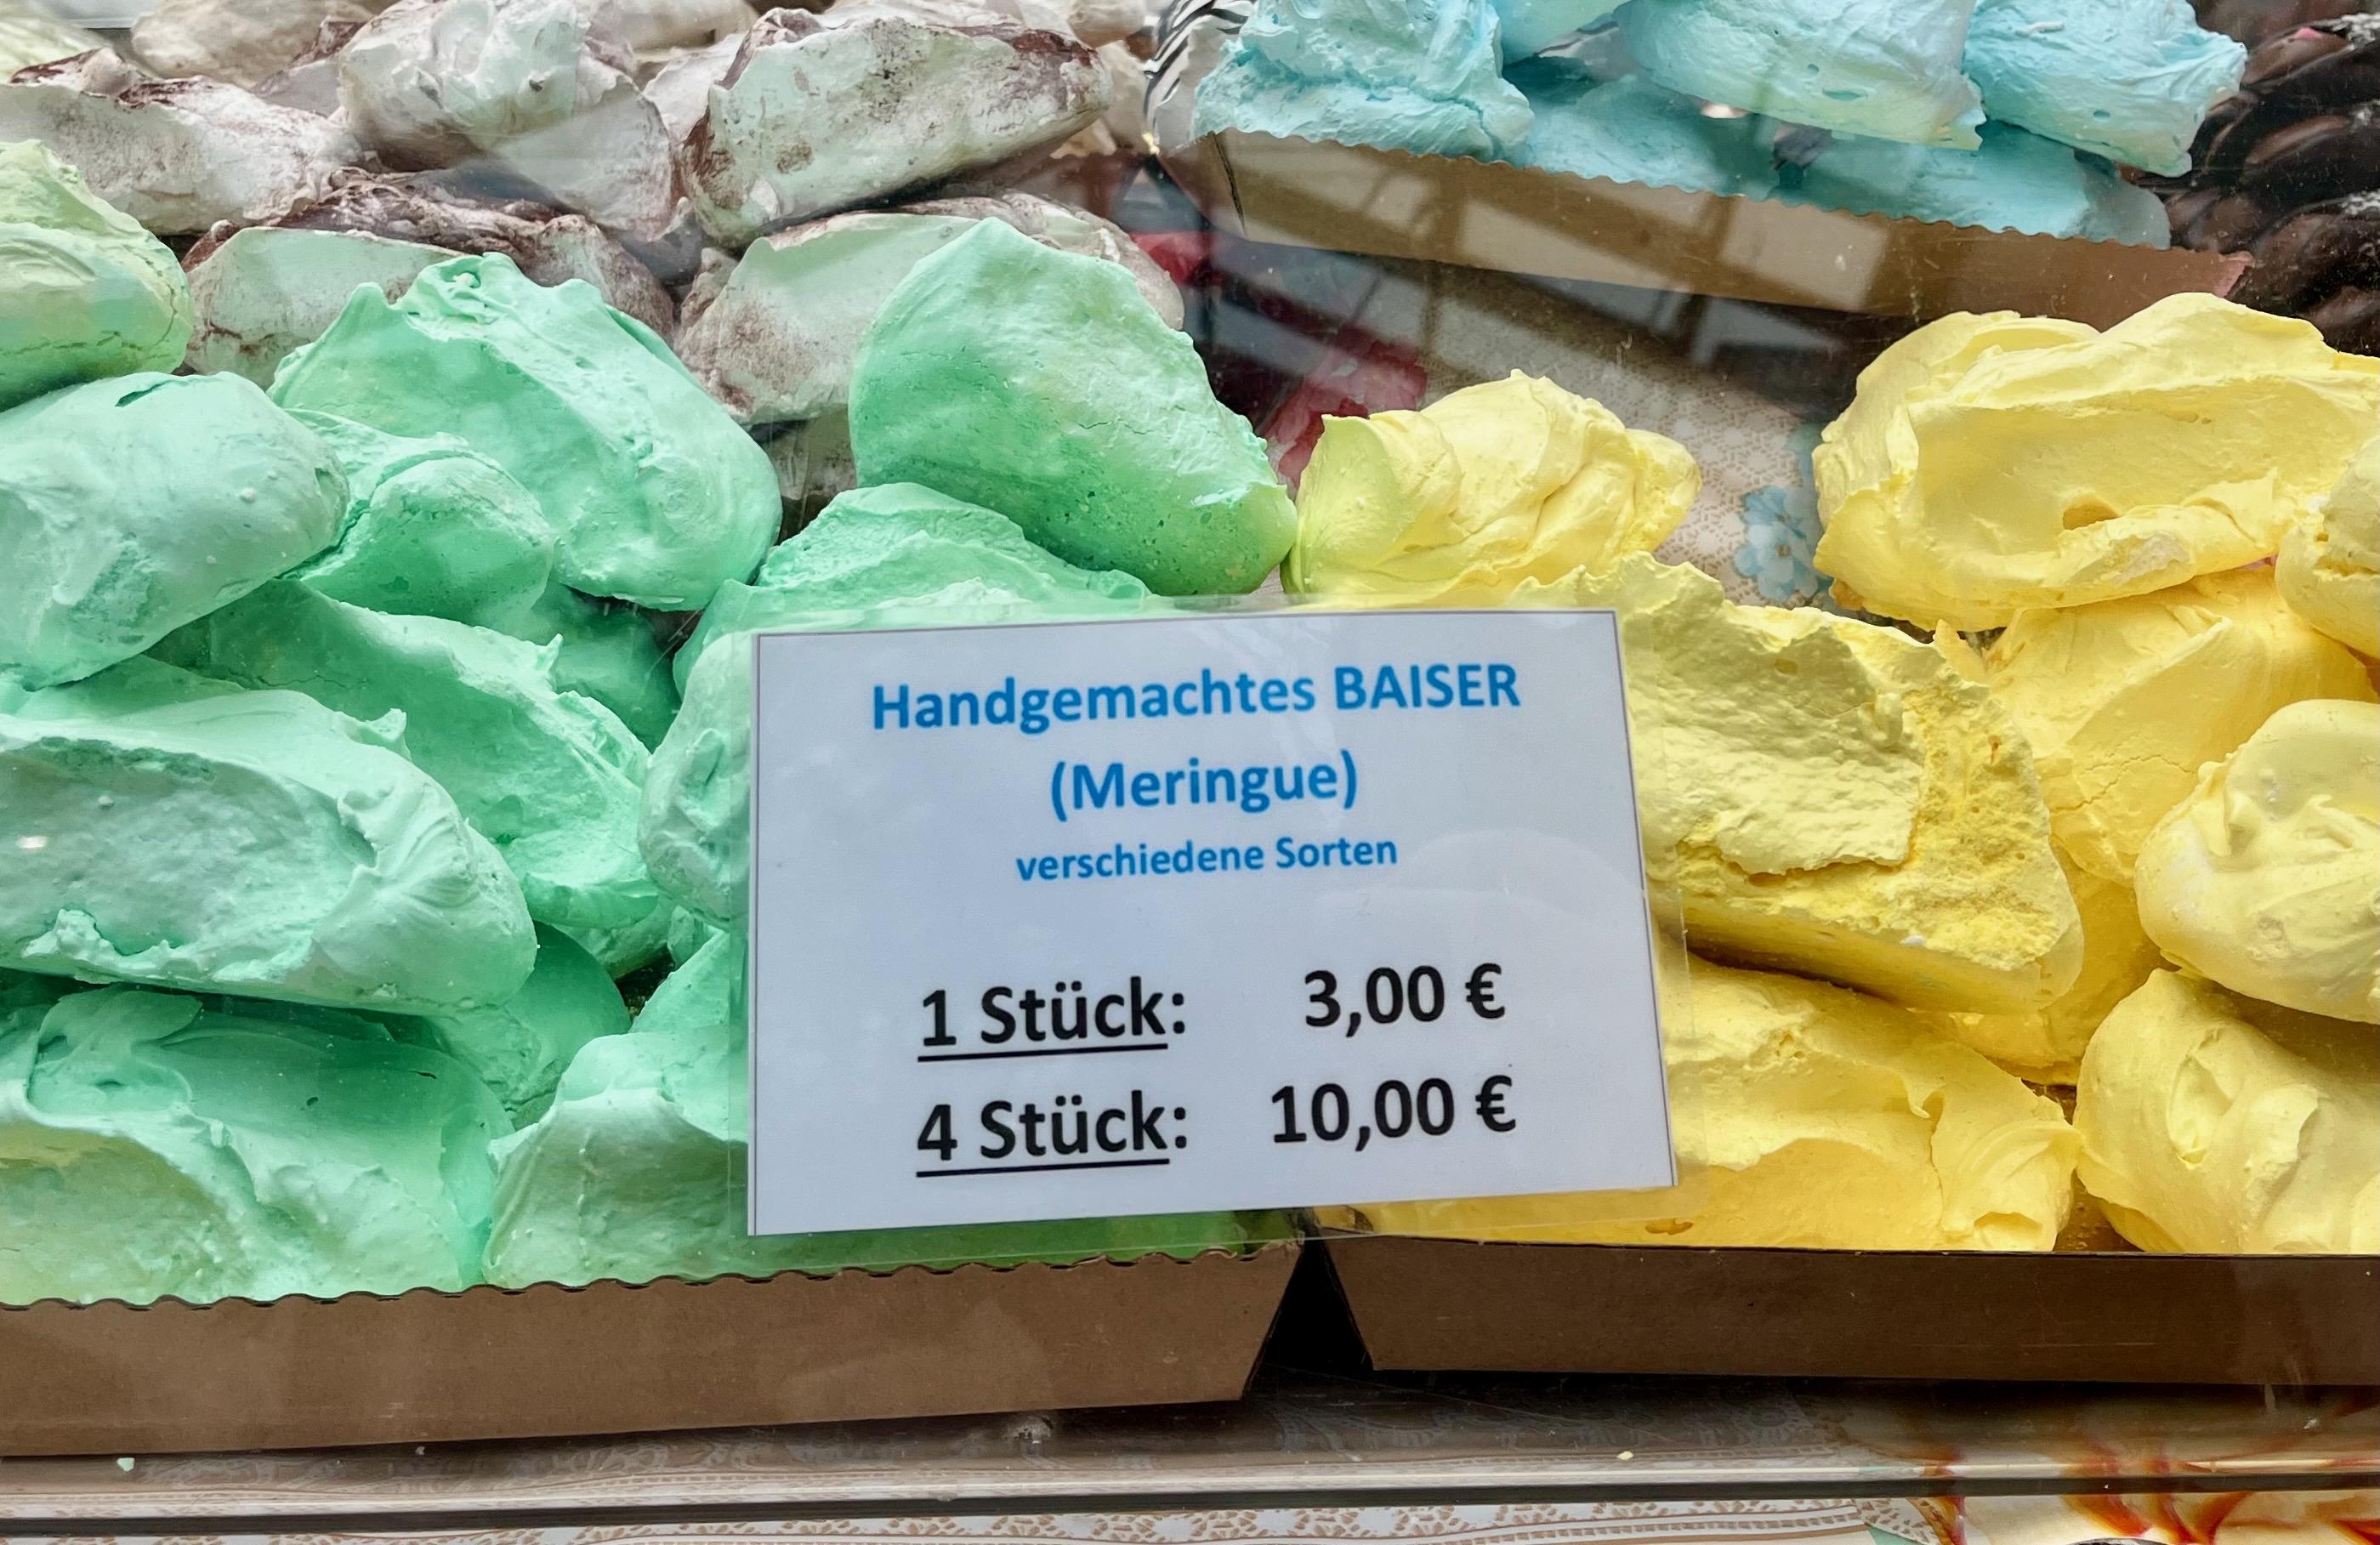 Handgemachtes BAISER
(Meringue)
verschiedene Sorten
1 Stück: 3,00 €
4 Stück: 10,00 €